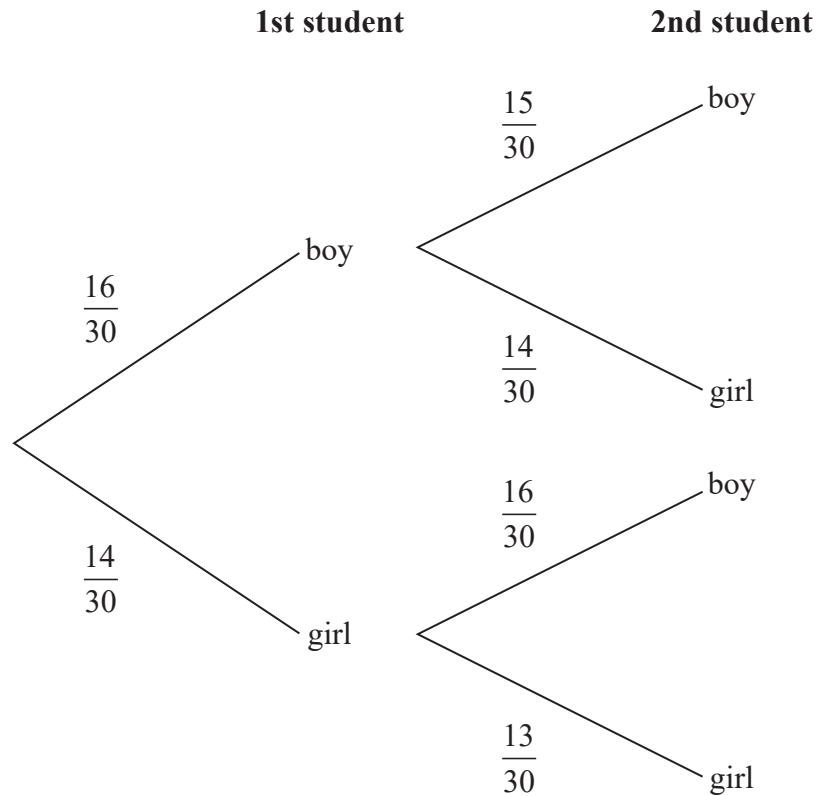 1st student 2nd student
15/30 boy
16/30 boy
14/30 girl
16/30 boy
14/30 girl
13/30 girl